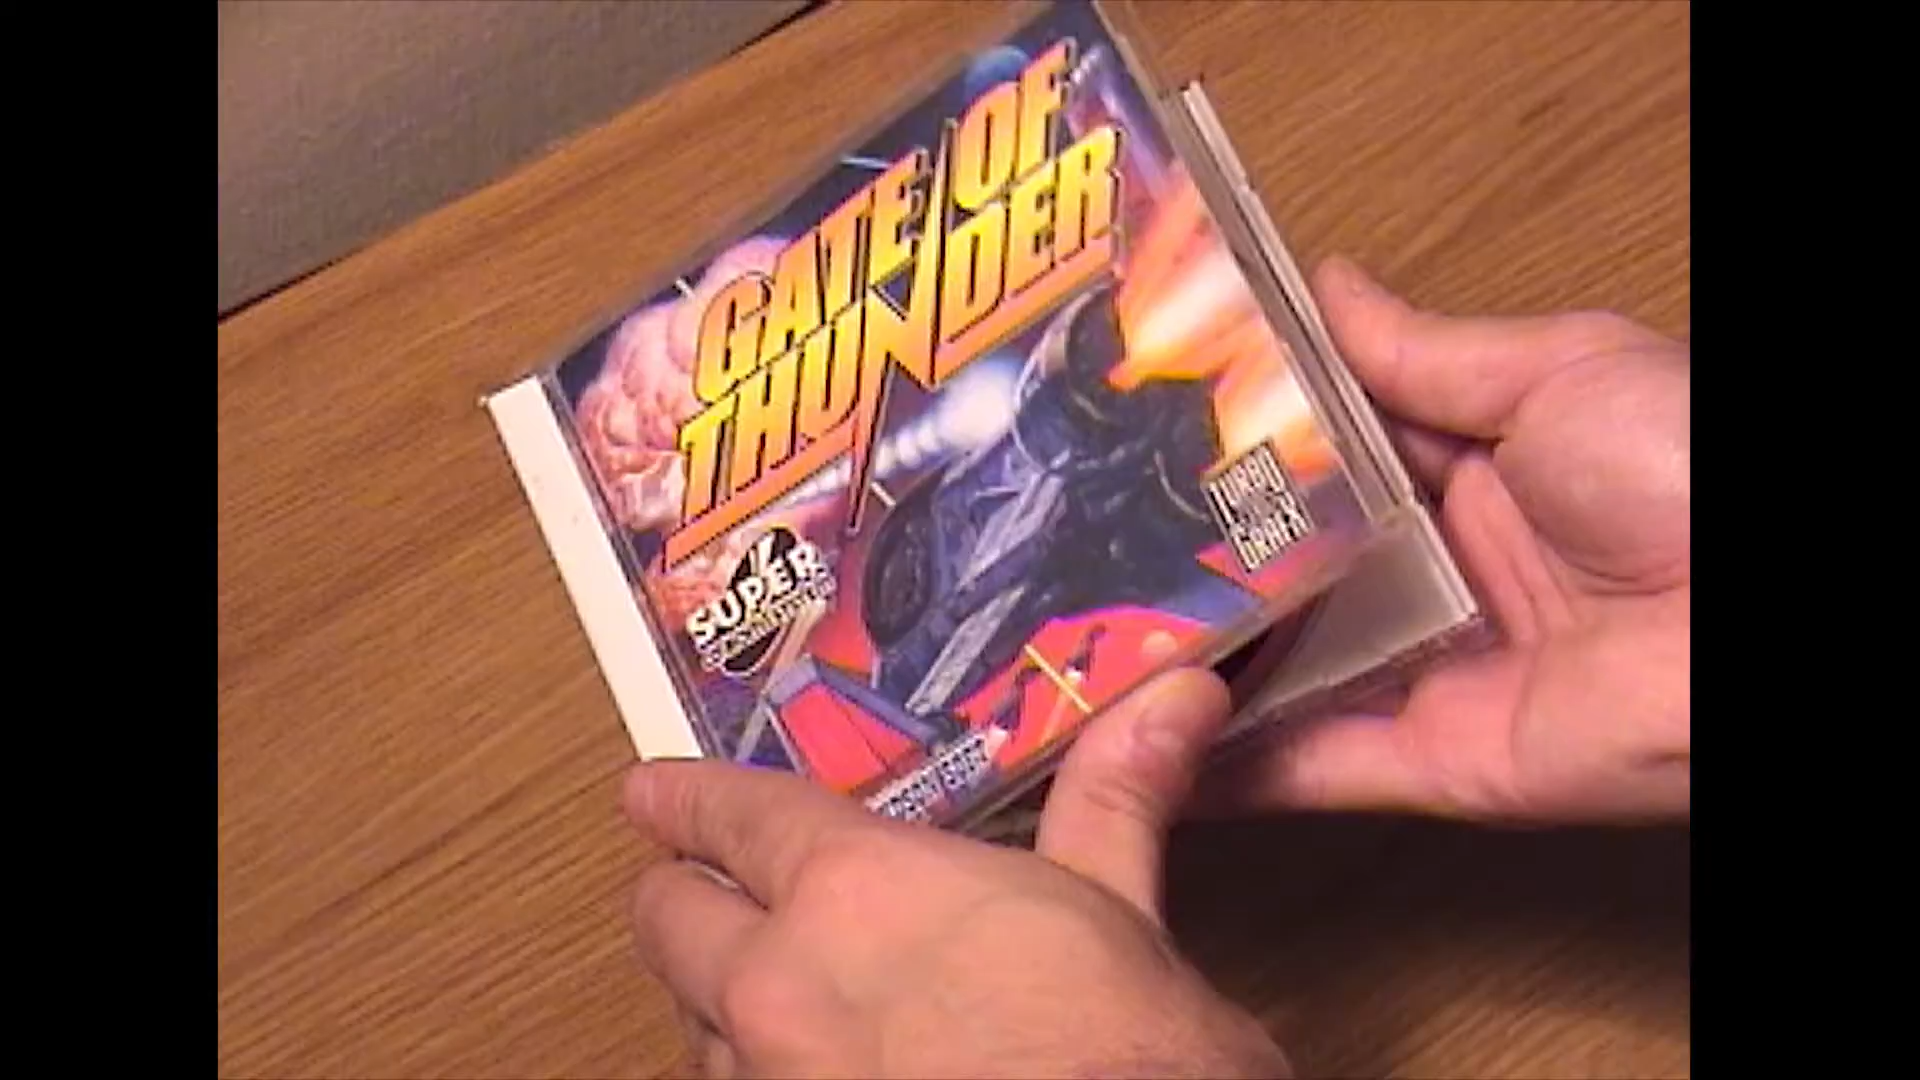 GATE OF
THUNDER
SUPER
TURBO
GRAFX